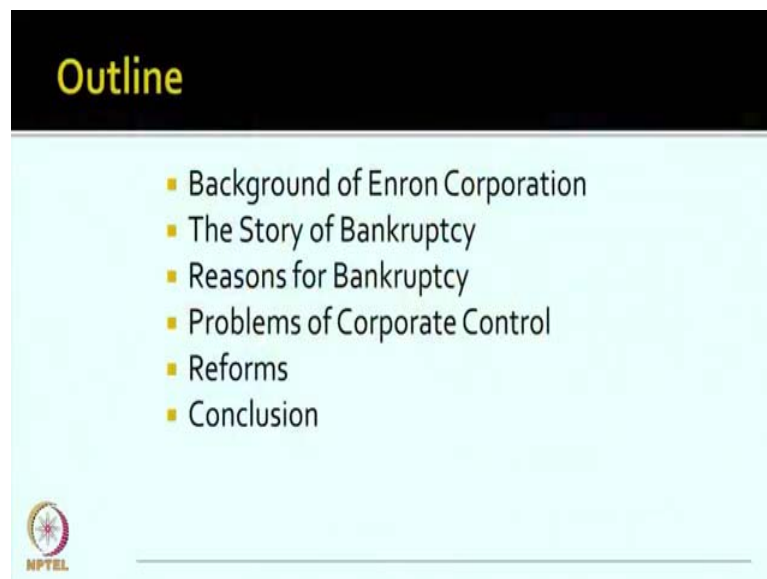 Outline
Background of Enron Corporation
The Story of Bankruptcy
Reasons for Bankruptcy
Problems of Corporate Control
Reforms
Conclusion
NPTEL